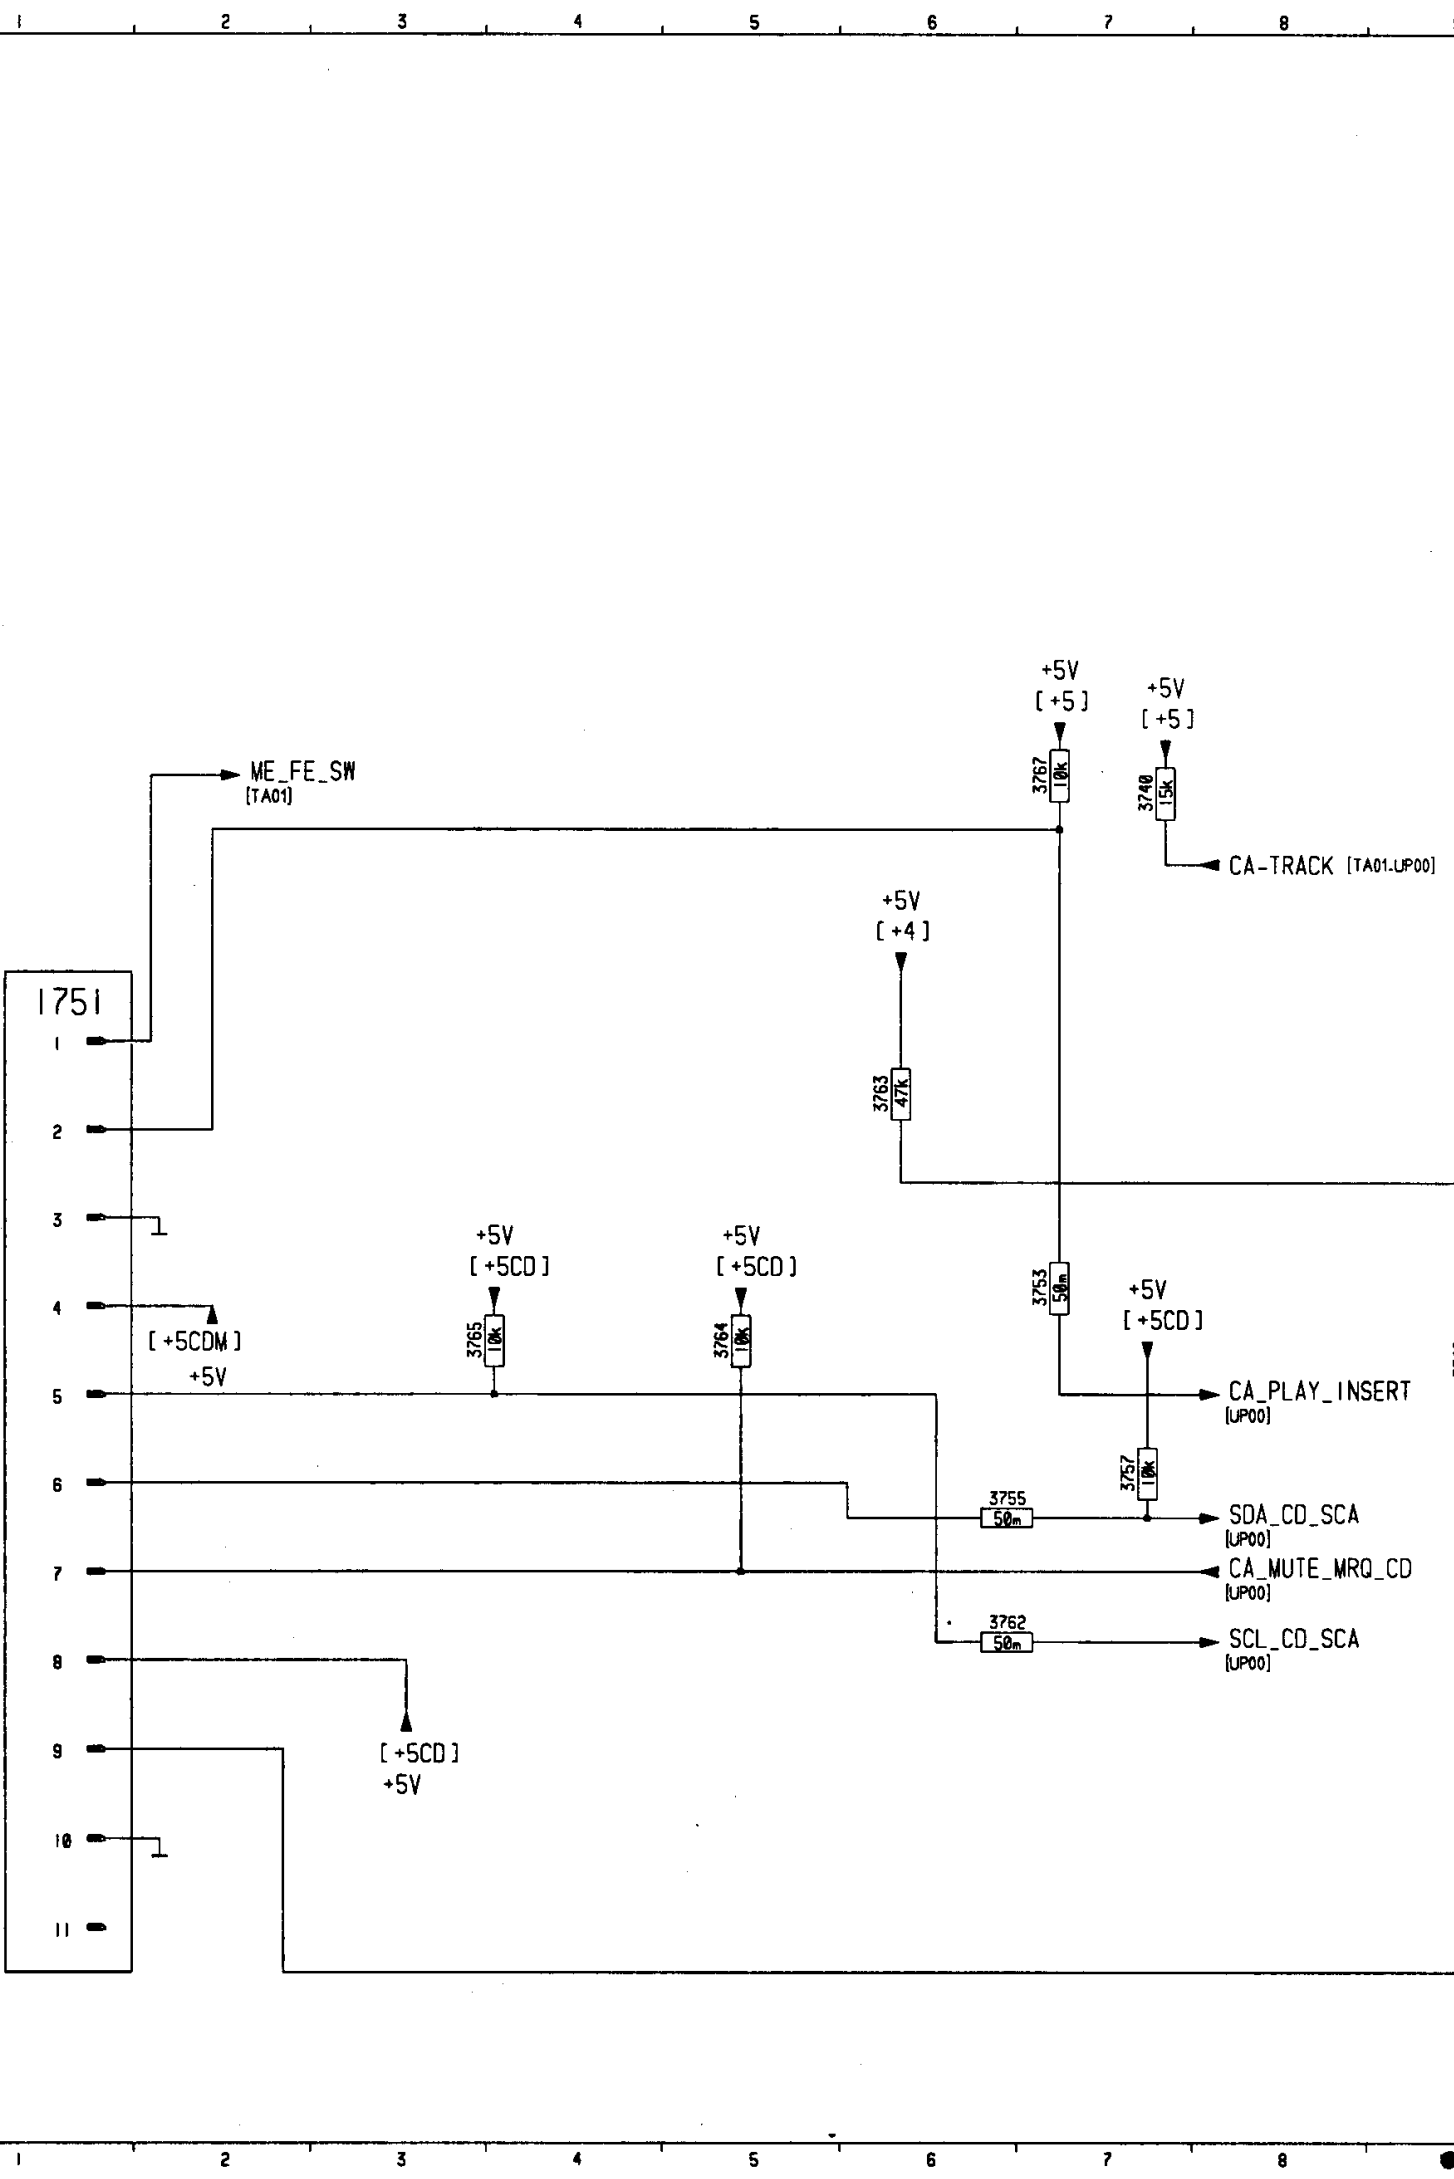 1 2 3 4 5 6 7 8
+5V
[+5]
+5V
[+5]
3767
10k
3740
15k
ME_FE_SW
[TA01]
CA-TRACK [TA01-UP00]
+5V
[+4]
1751
1
3763
47k
2
3
+5V
[+5CD]
+5V
[+5CD]
3753
50m
+5V
[+5CD]
4
[+5CDM]
+5V
3765
10k
3764
10k
5
CA_PLAY_INSERT
[UP00]
3757
10k
6
3755
50m
SDA_CD_SCA
[UP00]
7
CA_MUTE_MRQ_CD
[UP00]
3762
50m
SCL_CD_SCA
[UP00]
8
9
[+5CD]
+5V
10
11
1 2 3 4 5 6 7 8